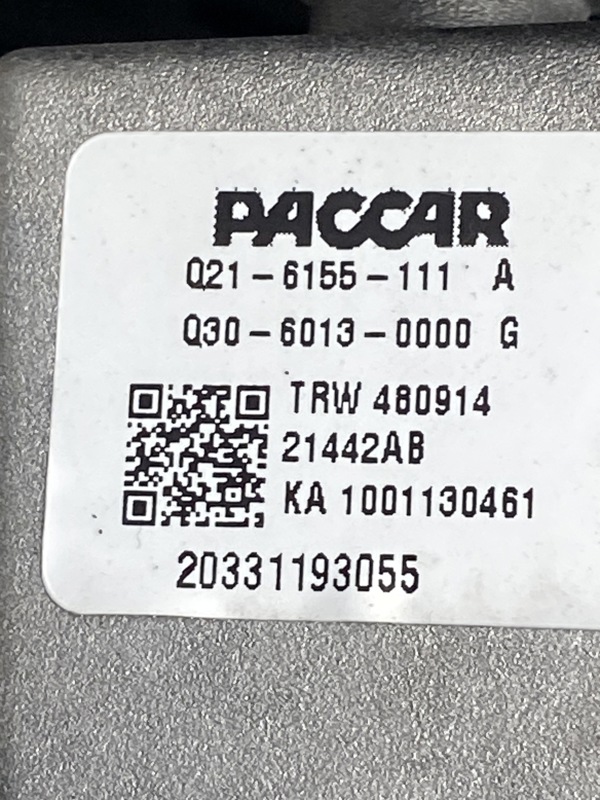 PACCAR
Q21-6155-111 A
Q30-6013-0000 G
TRW 480914
21442AB
KA 1001130461
20331193055